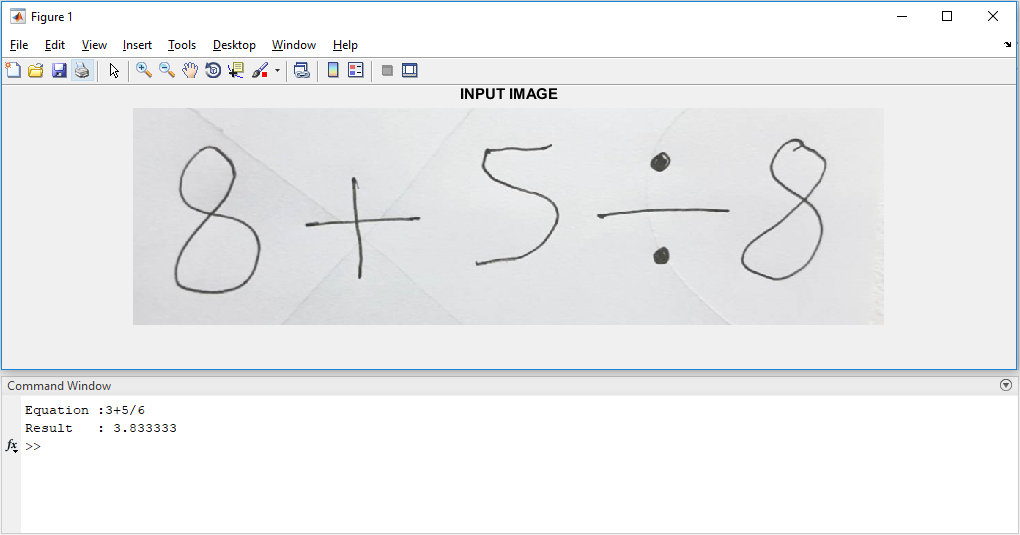 Figure 1
File Edit View Insert Tools Desktop Window Help
INPUT IMAGE
8 + 5 ÷ 8
Command Window
Equation :3+5/6
Result   : 3.833333
fx >>